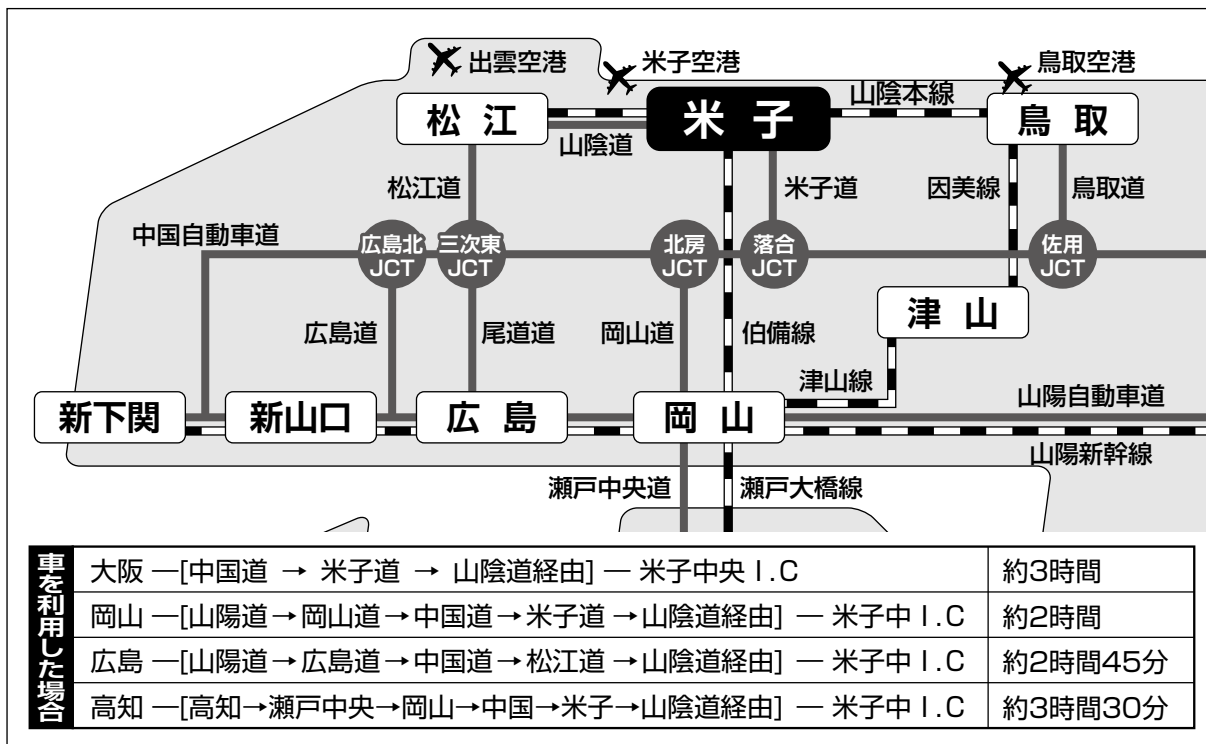 出雲空港
米子空港
鳥取空港
松江
米子
山陰本線
鳥取
山陰道
松江道
米子道
因美線
鳥取道
中国自動車道
広島北
JCT
三次東
JCT
北房
JCT
落合
JCT
佐用
JCT
津山
広島道
尾道道
岡山道
伯備線
津山線
山陽自動車道
新下関
新山口
広島
岡山
山陽新幹線
瀬戸中央道
瀬戸大橋線
車を利用した場合
大阪 ―[中国道 → 米子道 → 山陰道経由] ― 米子中央 I.C 約3時間
岡山 ―[山陽道→岡山道→中国道→米子道→山陰道経由] ― 米子中 I.C 約2時間
広島 ―[山陽道→広島道→中国道→松江道→山陰道経由] ― 米子中 I.C 約2時間45分
高知 ―[高知→瀬戸中央→岡山→中国→米子→山陰道経由] ― 米子中 I.C 約3時間30分